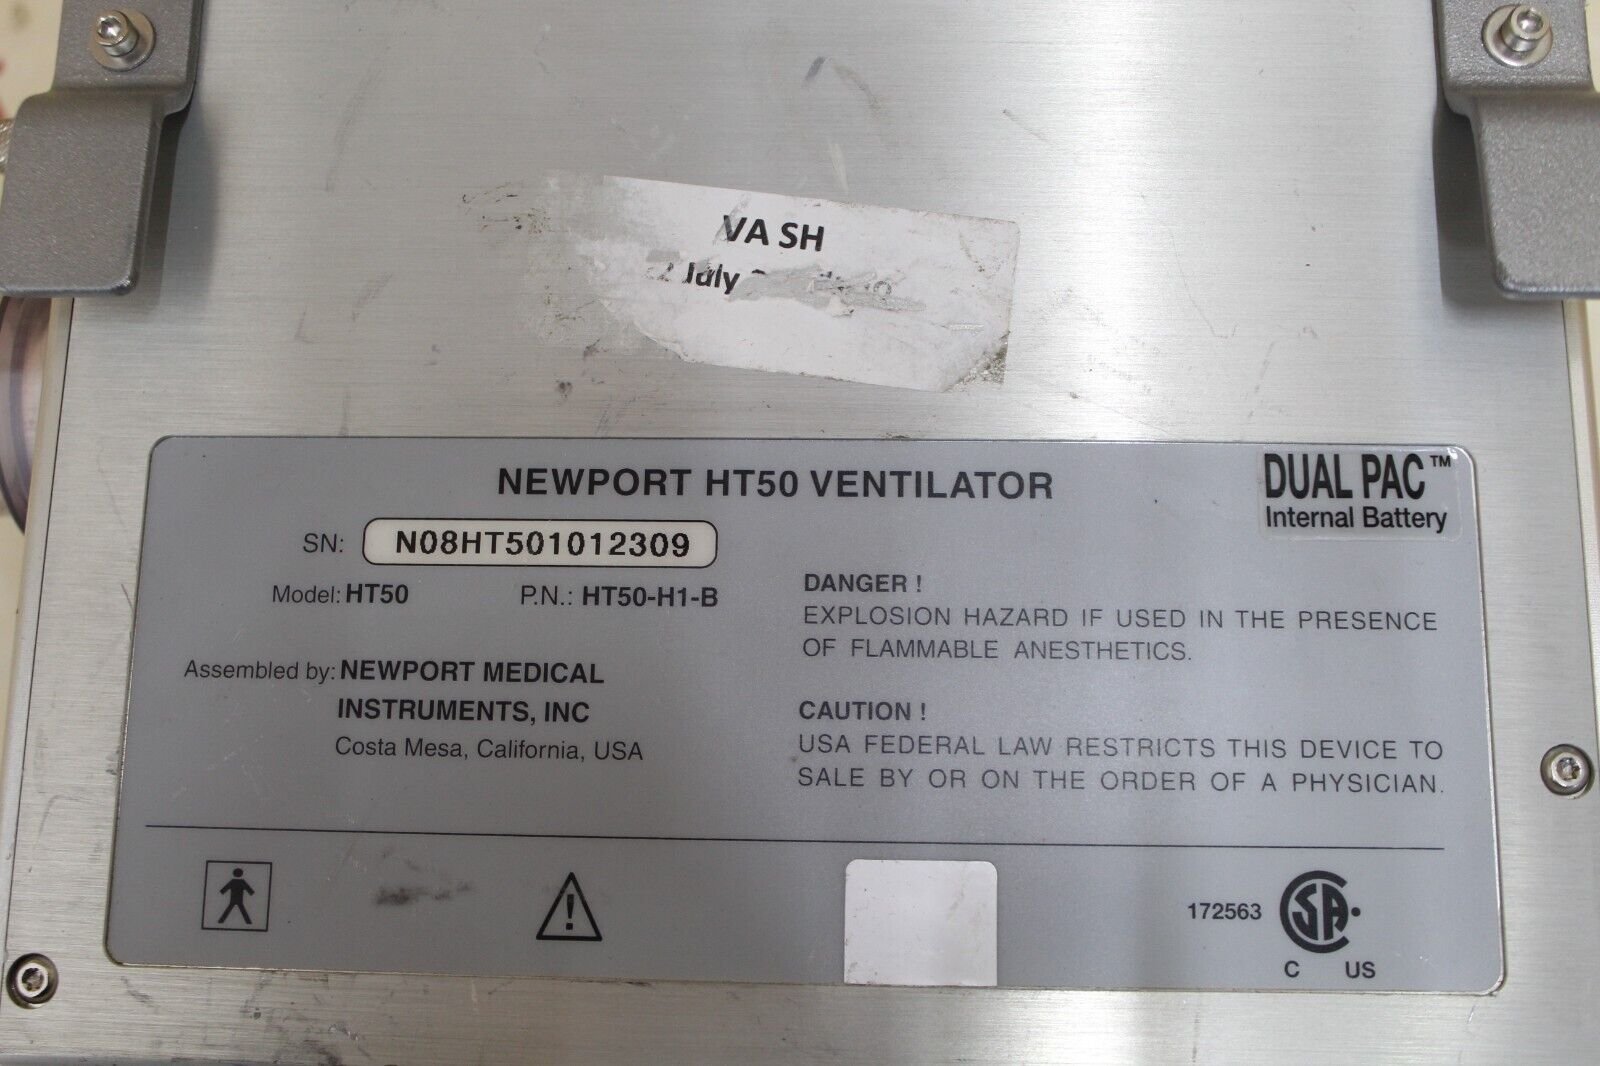 VA SH
July
NEWPORT HT50 VENTILATOR
DUAL PAC™
Internal Battery
SN: N08HT501012309
Model: HT50 P.N.: HT50-H1-B
Assembled by: NEWPORT MEDICAL
INSTRUMENTS, INC
Costa Mesa, California, USA
DANGER !
EXPLOSION HAZARD IF USED IN THE PRESENCE
OF FLAMMABLE ANESTHETICS.
CAUTION !
USA FEDERAL LAW RESTRICTS THIS DEVICE TO
SALE BY OR ON THE ORDER OF A PHYSICIAN.
!
172563 CSA
C US